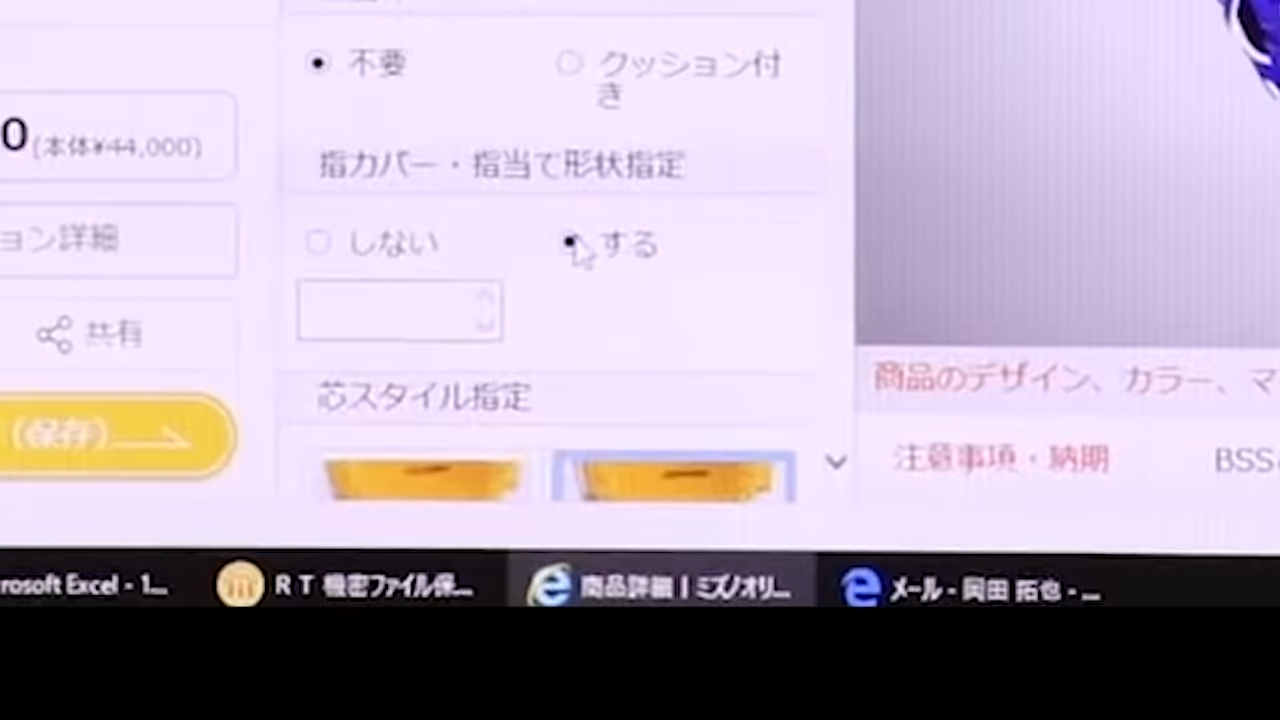 不要
クッション付
き
0(本体¥44,000)
指カバー・指当て形状指定
ョン詳細
しない
する
共有
芯スタイル指定
(保存)
商品のデザイン、カラー、マ
注意事項・納期
BSS
rosoft Excel - 1...
R T 機密ファイル保...
商品詳細 | ミズノオリ...
メール - 岡田 拓也 - ...